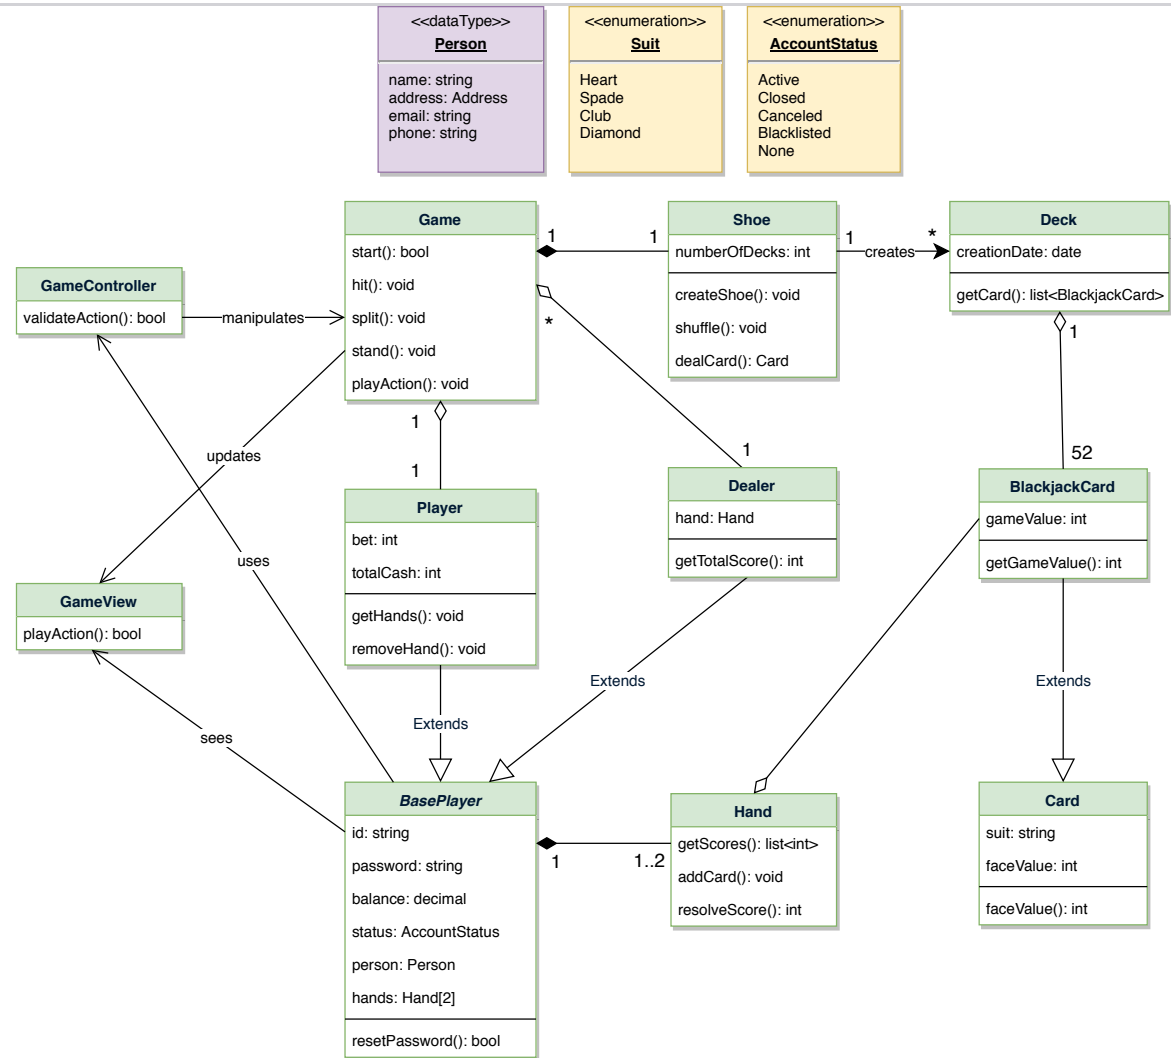 <<dataType>>
Person
name: string
address: Address
email: string
phone: string
<<enumeration>>
Suit
Heart
Spade
Club
Diamond
<<enumeration>>
AccountStatus
Active
Closed
Canceled
Blacklisted
None
Game
start(): bool
hit(): void
split(): void
stand(): void
playAction(): void
1
1
Shoe
numberOfDecks: int
createShoe(): void
shuffle(): void
dealCard(): Card
1
creates
*
Deck
creationDate: date
getCard(): list<BlackjackCard>
GameController
validateAction(): bool
manipulates
*
1
1
1
updates
1
52
Player
bet: int
totalCash: int
getHands(): void
removeHand(): void
Dealer
hand: Hand
getTotalScore(): int
BlackjackCard
gameValue: int
getGameValue(): int
uses
GameView
playAction(): bool
sees
Extends
Extends
Extends
BasePlayer
id: string
password: string
balance: decimal
status: AccountStatus
person: Person
hands: Hand[2]
resetPassword(): bool
1
1..2
Hand
getScores(): list<int>
addCard(): void
resolveScore(): int
Card
suit: string
faceValue: int
faceValue(): int